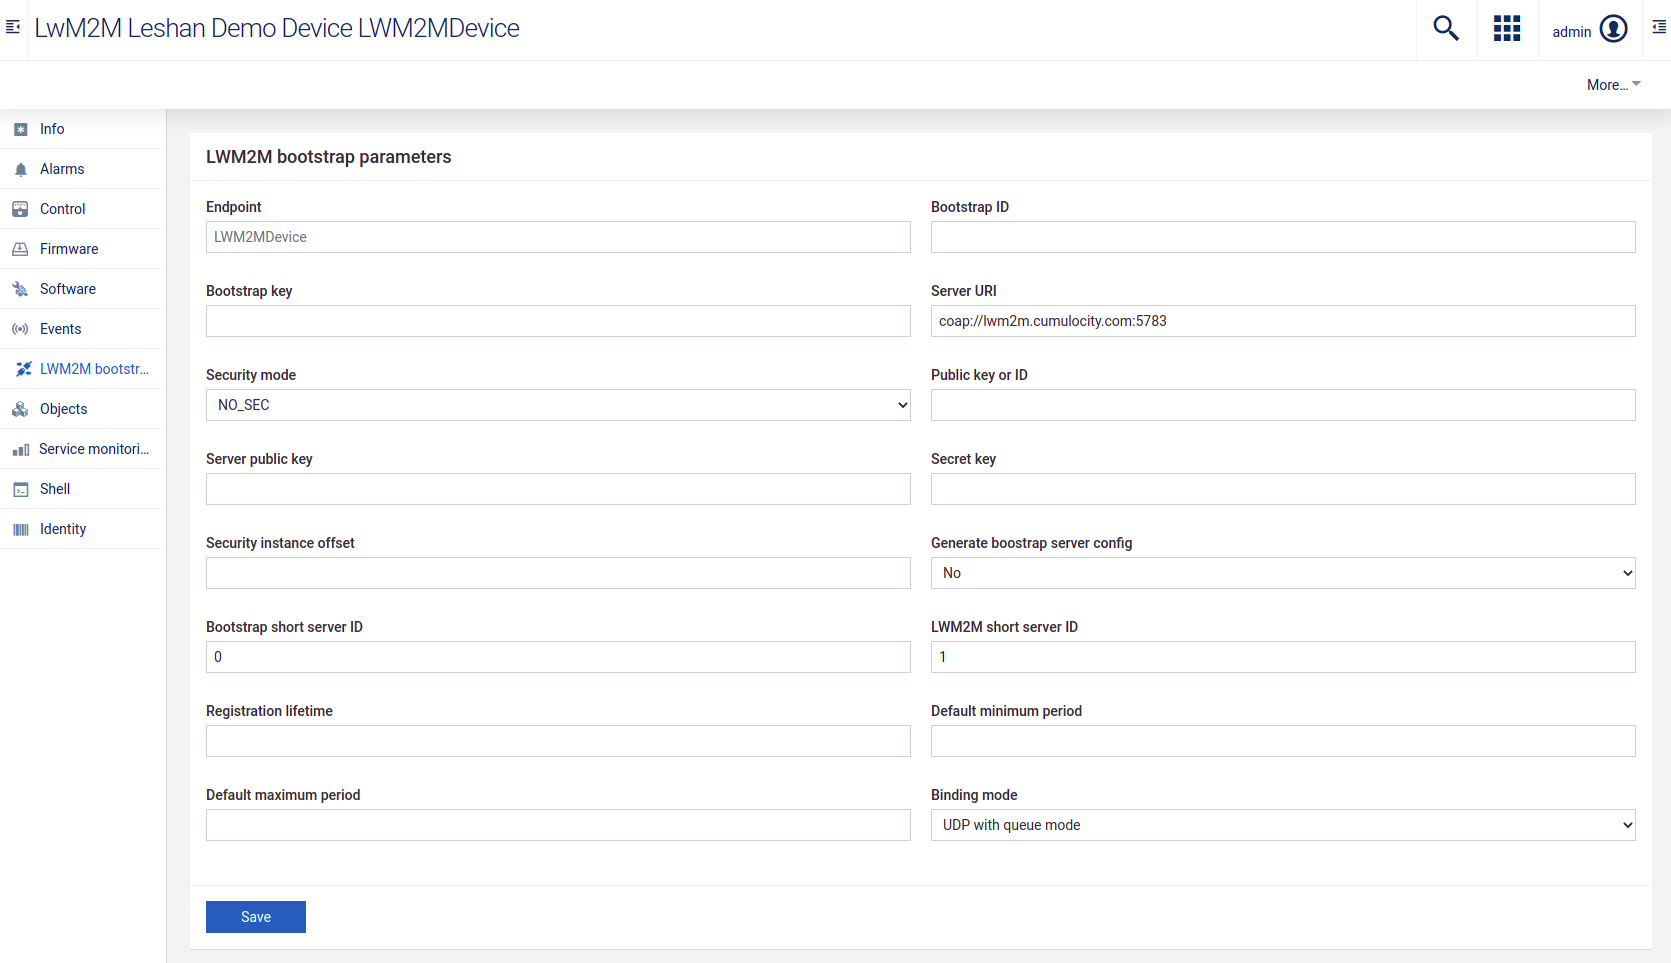 LwM2M Leshan Demo Device LWM2MDevice
admin
More...
Info
Alarms
Control
Firmware
Software
Events
LWM2M bootstr...
Objects
Service monitori...
Shell
Identity
LWM2M bootstrap parameters
Endpoint
LWM2MDevice
Bootstrap ID
Bootstrap key
Server URI
coap://lwm2m.cumulocity.com:5783
Security mode
NO_SEC
Public key or ID
Server public key
Secret key
Security instance offset
Generate boostrap server config
No
Bootstrap short server ID
0
LWM2M short server ID
1
Registration lifetime
Default minimum period
Default maximum period
Binding mode
UDP with queue mode
Save